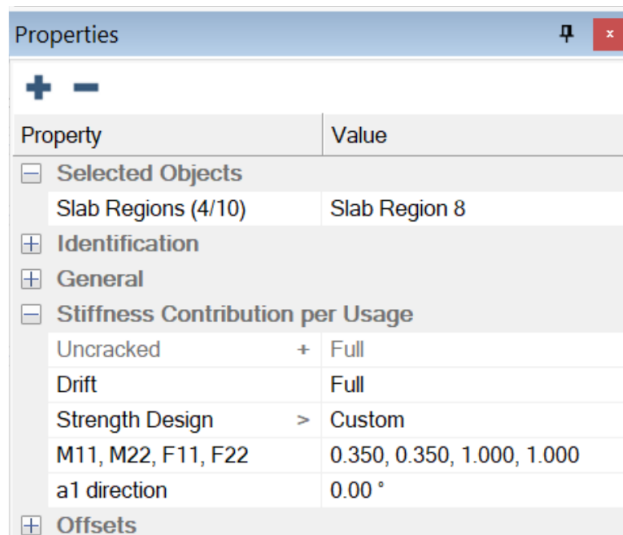 Properties
Property Value
Selected Objects
Slab Regions (4/10) Slab Region 8
Identification
General
Stiffness Contribution per Usage
Uncracked + Full
Drift Full
Strength Design > Custom
M11, M22, F11, F22 0.350, 0.350, 1.000, 1.000
a1 direction 0.00 °
Offsets